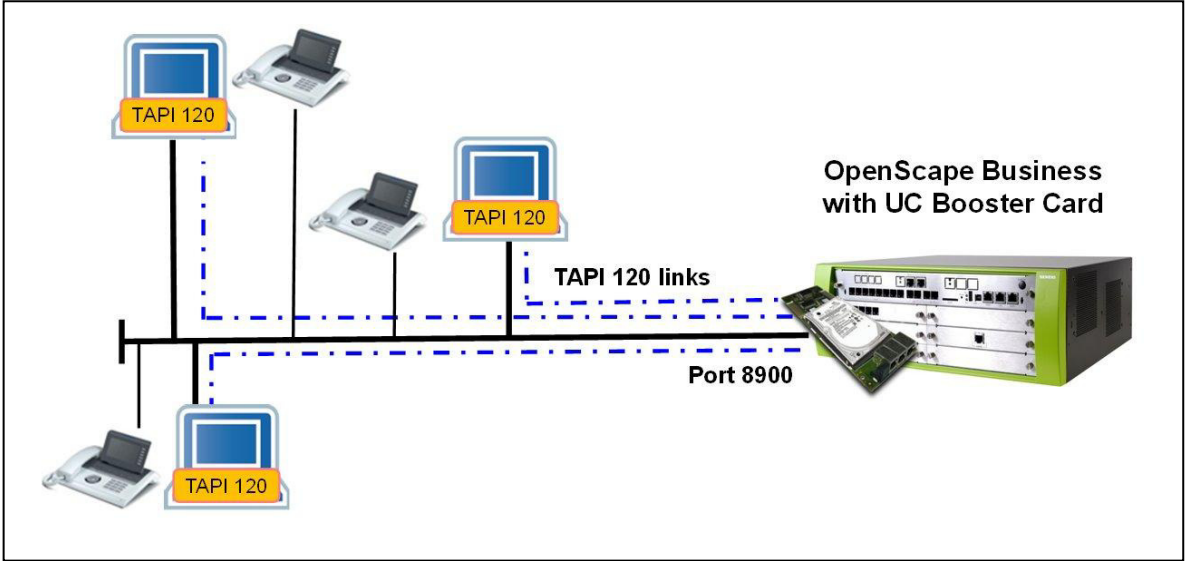 TAPI 120
TAPI 120
OpenScape Business
with UC Booster Card
TAPI 120 links
Port 8900
TAPI 120